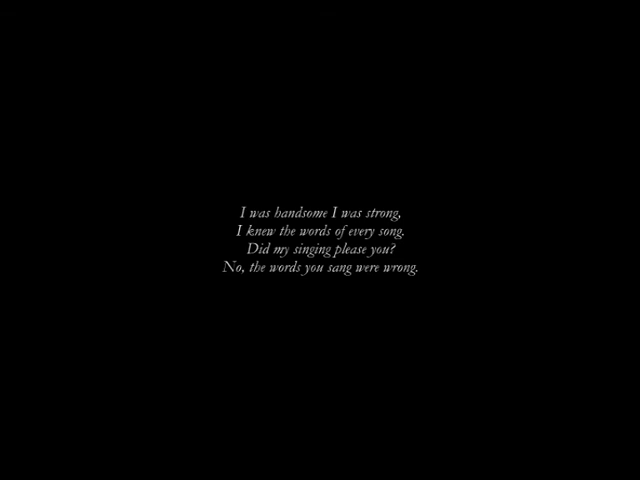 I was handsome I was strong,
I knew the words of every song.
Did my singing please you?
No, the words you sang were wrong.